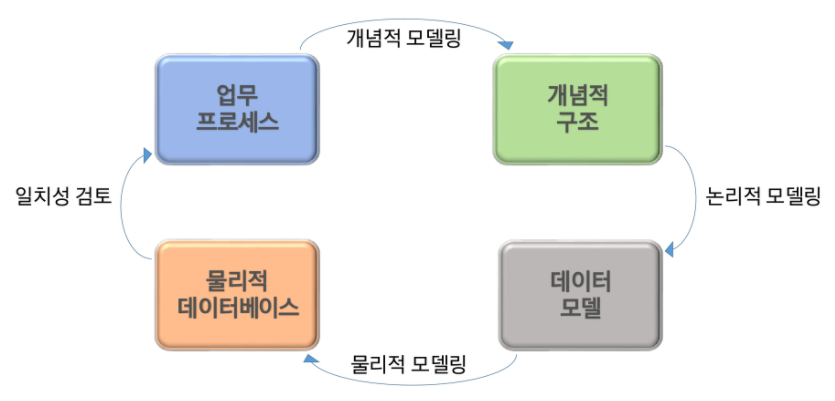 개념적 모델링
업무
프로세스
개념적
구조
일치성 검토
논리적 모델링
물리적
데이터베이스
데이터
모델
물리적 모델링